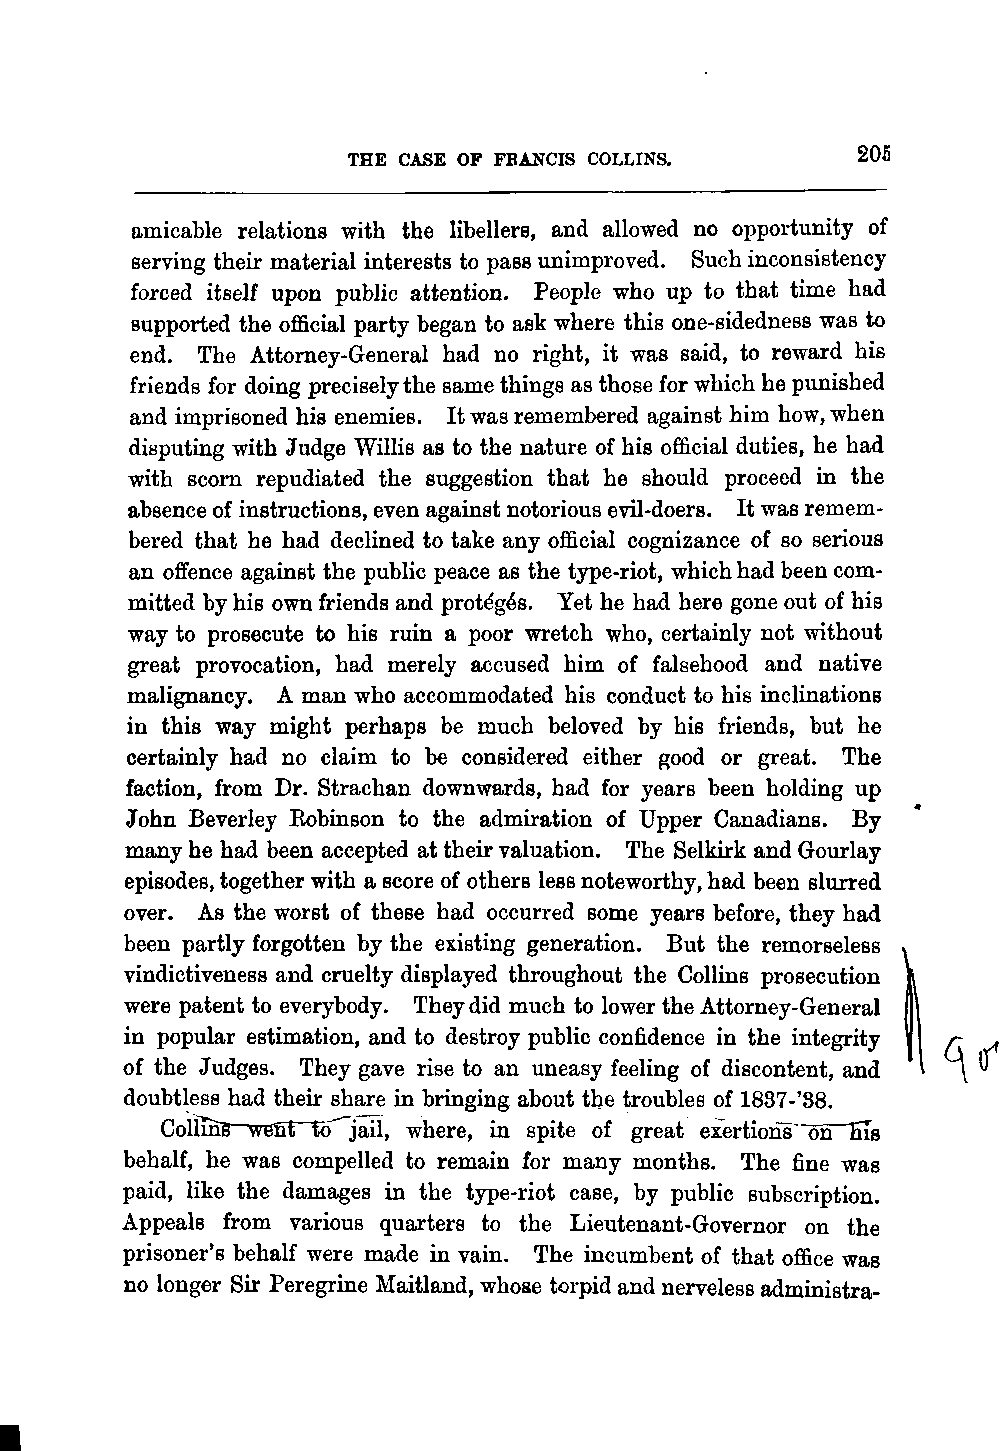 THE CASE OF FRANCIS COLLINS. 205
amicable relations with the libellers, and allowed no opportunity of
serving their material interests to pass unimproved. Such inconsistency
forced itself upon public attention. People who up to that time had
supported the official party began to ask where this one-sidedness was to
end. The Attorney-General had no right, it was said, to reward his
friends for doing precisely the same things as those for which he punished
and imprisoned his enemies. It was remembered against him how, when
disputing with Judge Willis as to the nature of his official duties, he had
with scorn repudiated the suggestion that he should proceed in the
absence of instructions, even against notorious evil-doers. It was remem-
bered that he had declined to take any official cognizance of so serious
an offence against the public peace as the type-riot, which had been com-
mitted by his own friends and protégés. Yet he had here gone out of his
way to prosecute to his ruin a poor wretch who, certainly not without
great provocation, had merely accused him of falsehood and native
malignancy. A man who accommodated his conduct to his inclinations
in this way might perhaps be much beloved by his friends, but he
certainly had no claim to be considered either good or great. The
faction, from Dr. Strachan downwards, had for years been holding up
John Beverley Robinson to the admiration of Upper Canadians. By
many he had been accepted at their valuation. The Selkirk and Gourlay
episodes, together with a score of others less noteworthy, had been slurred
over. As the worst of these had occurred some years before, they had
been partly forgotten by the existing generation. But the remorseless
vindictiveness and cruelty displayed throughout the Collins prosecution
were patent to everybody. They did much to lower the Attorney-General
in popular estimation, and to destroy public confidence in the integrity
of the Judges. They gave rise to an uneasy feeling of discontent, and
doubtless had their share in bringing about the troubles of 1837-'38.
Collins went to jail, where, in spite of great exertions on his
behalf, he was compelled to remain for many months. The fine was
paid, like the damages in the type-riot case, by public subscription.
Appeals from various quarters to the Lieutenant-Governor on the
prisoner's behalf were made in vain. The incumbent of that office was
no longer Sir Peregrine Maitland, whose torpid and nerveless administra-